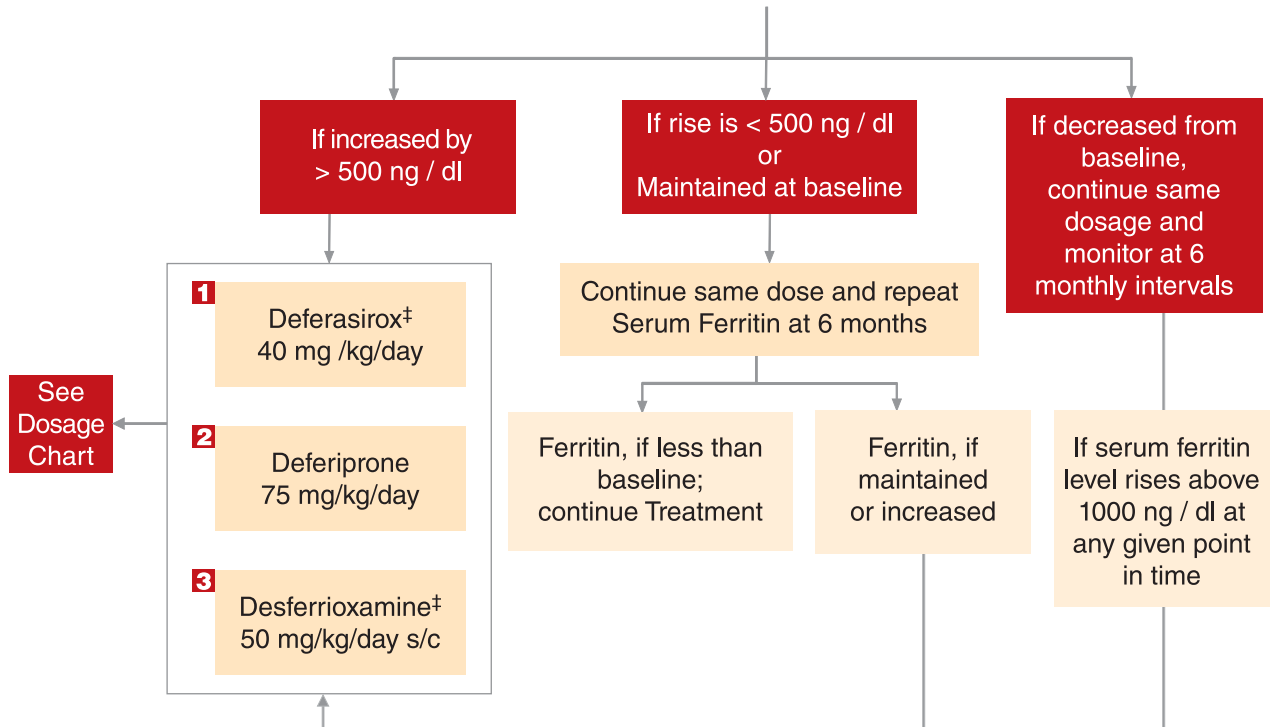 If increased by
> 500 ng / dl
If rise is < 500 ng / dl
or
Maintained at baseline
If decreased from
baseline,
continue same
dosage and
monitor at 6
monthly intervals
1
Deferasirox‡
40 mg /kg/day
2
Deferiprone
75 mg/kg/day
3
Desferrioxamine‡
50 mg/kg/day s/c
See
Dosage
Chart
Continue same dose and repeat
Serum Ferritin at 6 months
Ferritin, if less than
baseline;
continue Treatment
Ferritin, if
maintained
or increased
If serum ferritin
level rises above
1000 ng / dl at
any given point
in time